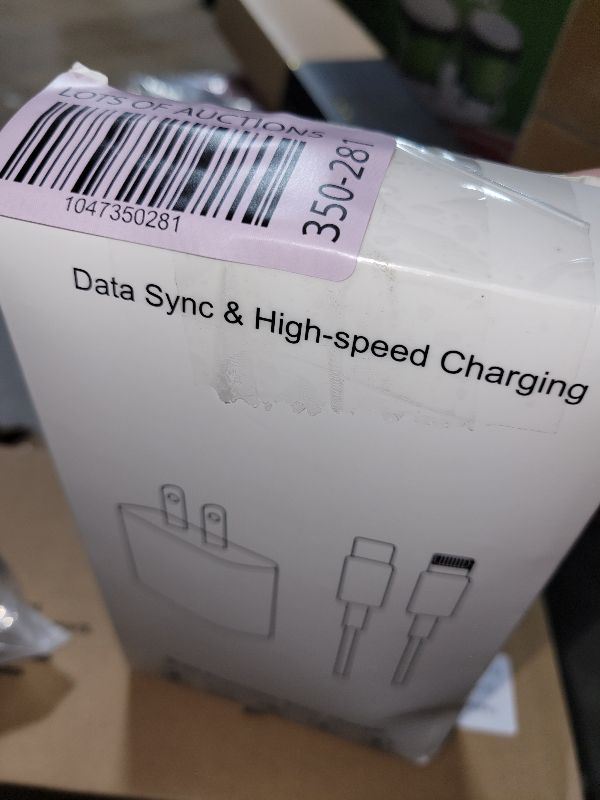 LOTS OF AUCTIONS
1047350281
350-281
Data Sync & High-speed Charging